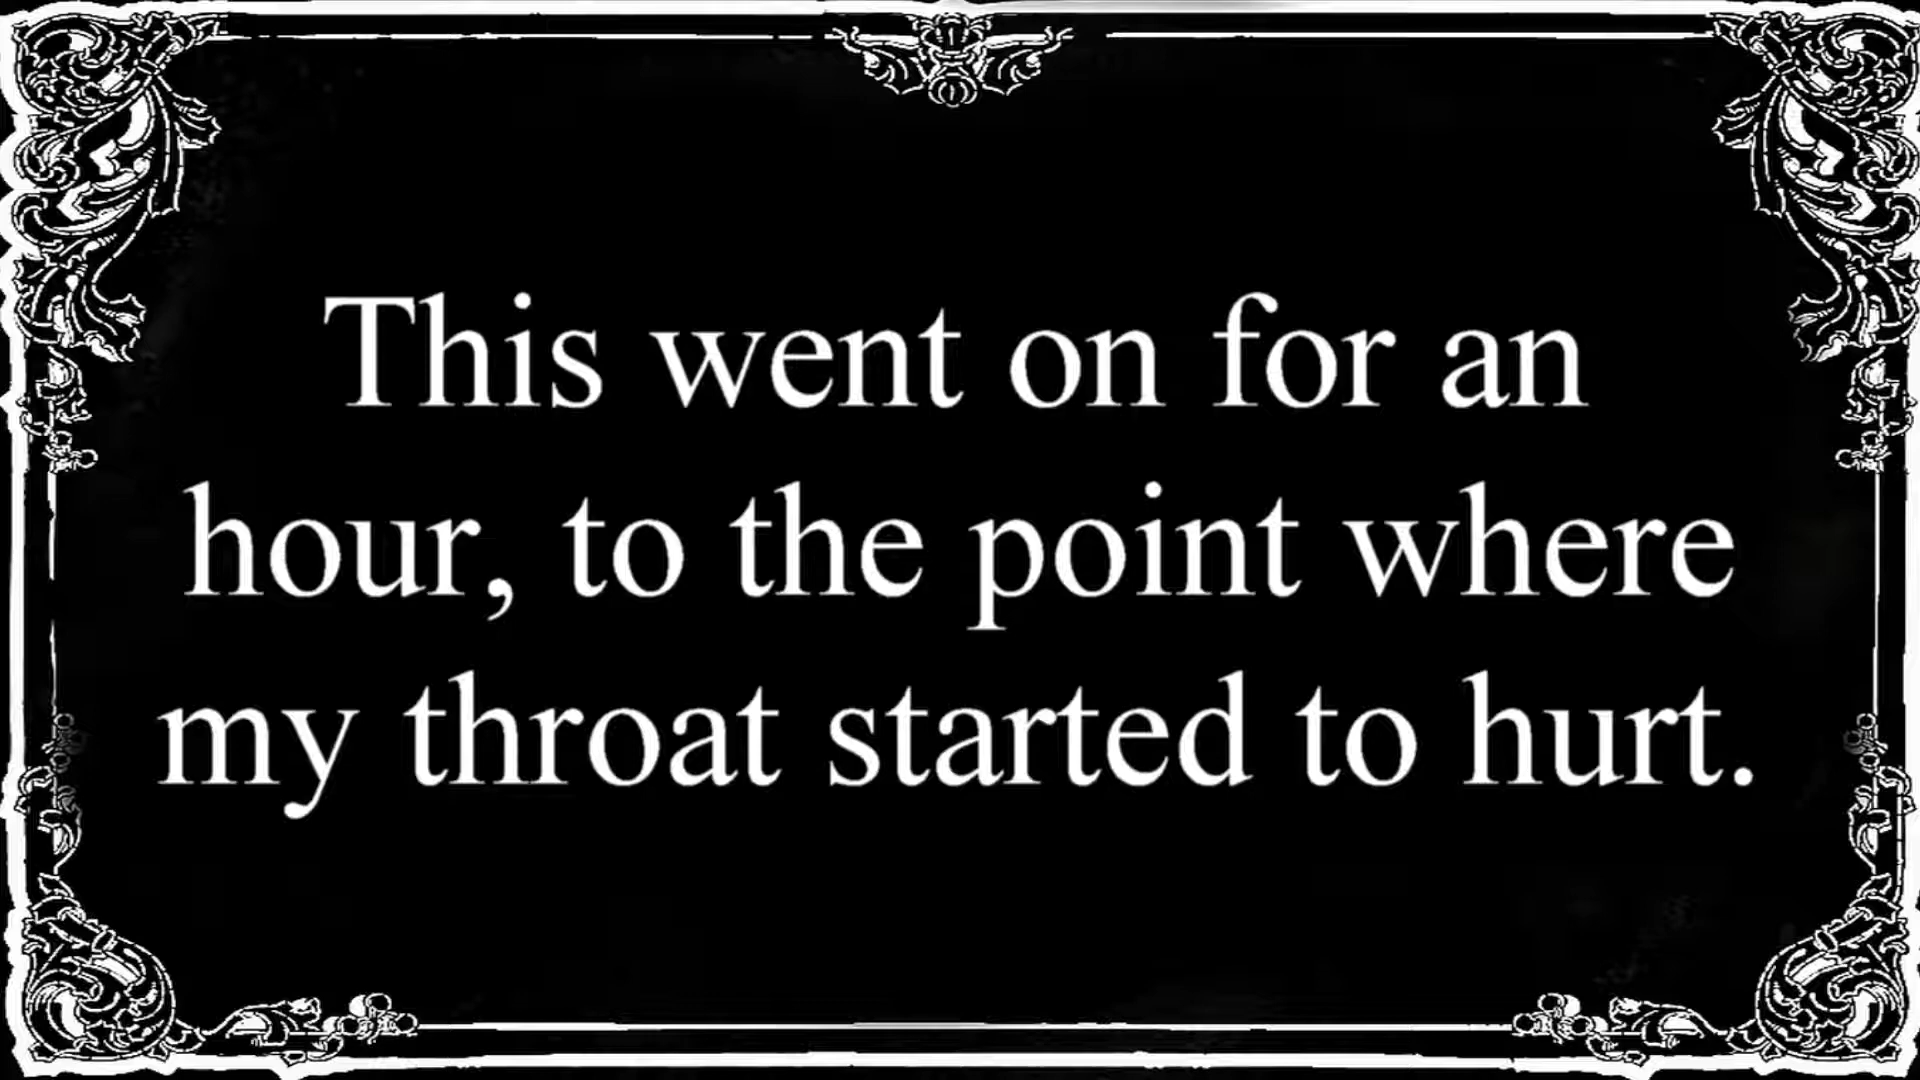 This went on for an
hour, to the point where
my throat started to hurt.